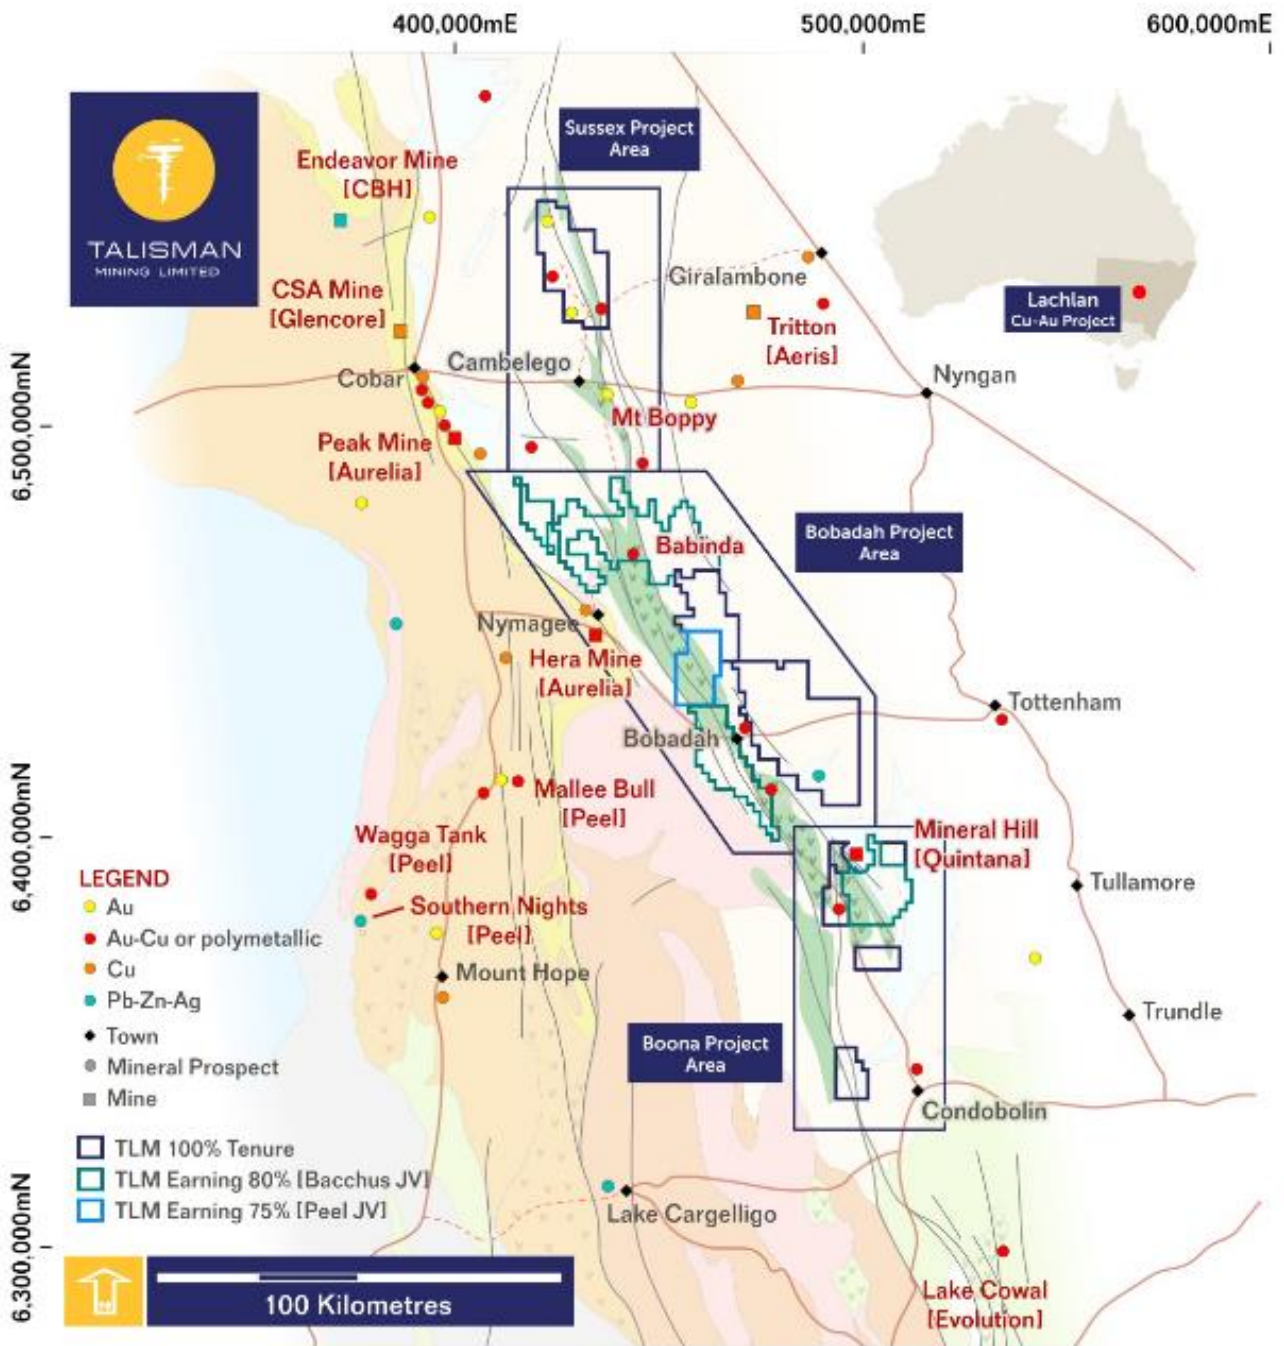 400,000mE
500,000mE
600,000mE
TALISMAN
MINING LIMITED
Sussex Project
Area
Endeavor Mine
[CBH]
CSA Mine
[Glencore]
Giralambone
Tritton
[Aeris]
Lachlan
Cu-Au Project
Cobar
Cambelego
Nyngan
6,500,000mN
Mt Boppy
Peak Mine
[Aurelia]
Bobadah Project
Area
Babinda
Nymagee
Hera Mine
[Aurelia]
Tottenham
Bobadah
6,400,000mN
Mallee Bull
[Peel]
Wagga Tank
[Peel]
Mineral Hill
[Quintana]
Southern Nights
[Peel]
Tullamore
Mount Hope
Trundle
Boona Project
Area
Condobolin
LEGEND
Au
Au-Cu or polymetallic
Cu
Pb-Zn-Ag
Town
Mineral Prospect
Mine
TLM 100% Tenure
TLM Earning 80% [Bacchus JV]
TLM Earning 75% [Peel JV]
Lake Cargelligo
6,300,000mN
100 Kilometres
Lake Cowal
[Evolution]